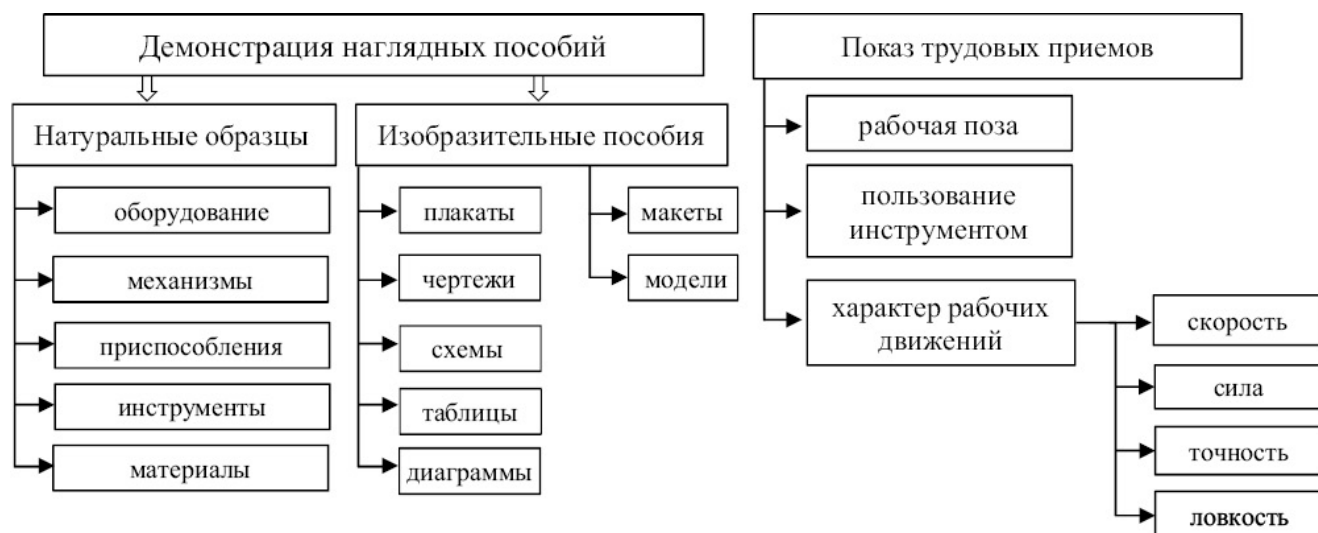 Демонстрация наглядных пособий
Натуральные образцы
оборудование
механизмы
приспособления
инструменты
материалы
Изобразительные пособия
плакаты
чертежи
схемы
таблицы
диаграммы
макеты
модели
Показ трудовых приемов
рабочая поза
пользование
инструментом
характер рабочих
движений
скорость
сила
точность
ловкость